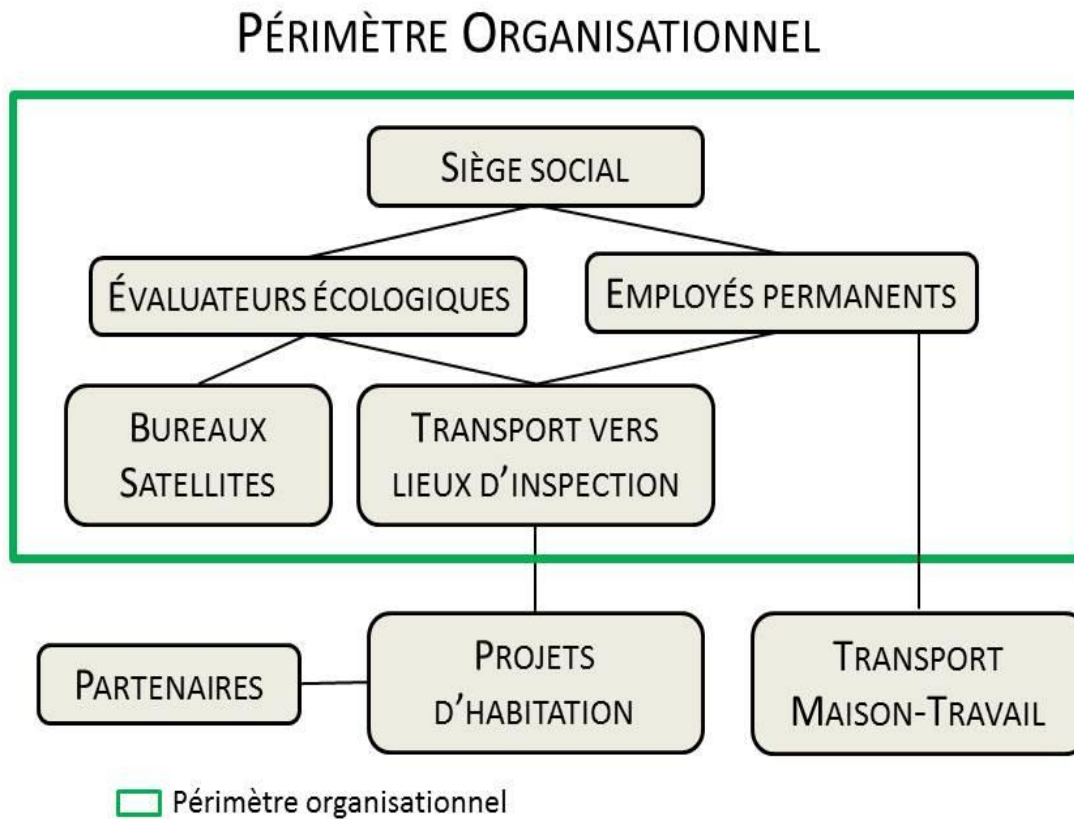 PÉRIMÈTRE ORGANISATIONNEL
SIÈGE SOCIAL
ÉVALUATEURS ÉCOLOGIQUES
EMPLOYÉS PERMANENTS
BUREAUX
SATELLITES
TRANSPORT VERS
LIEUX D'INSPECTION
PARTENAIRES
PROJETS
D'HABITATION
TRANSPORT
MAISON-TRAVAIL
Périmètre organisationnel